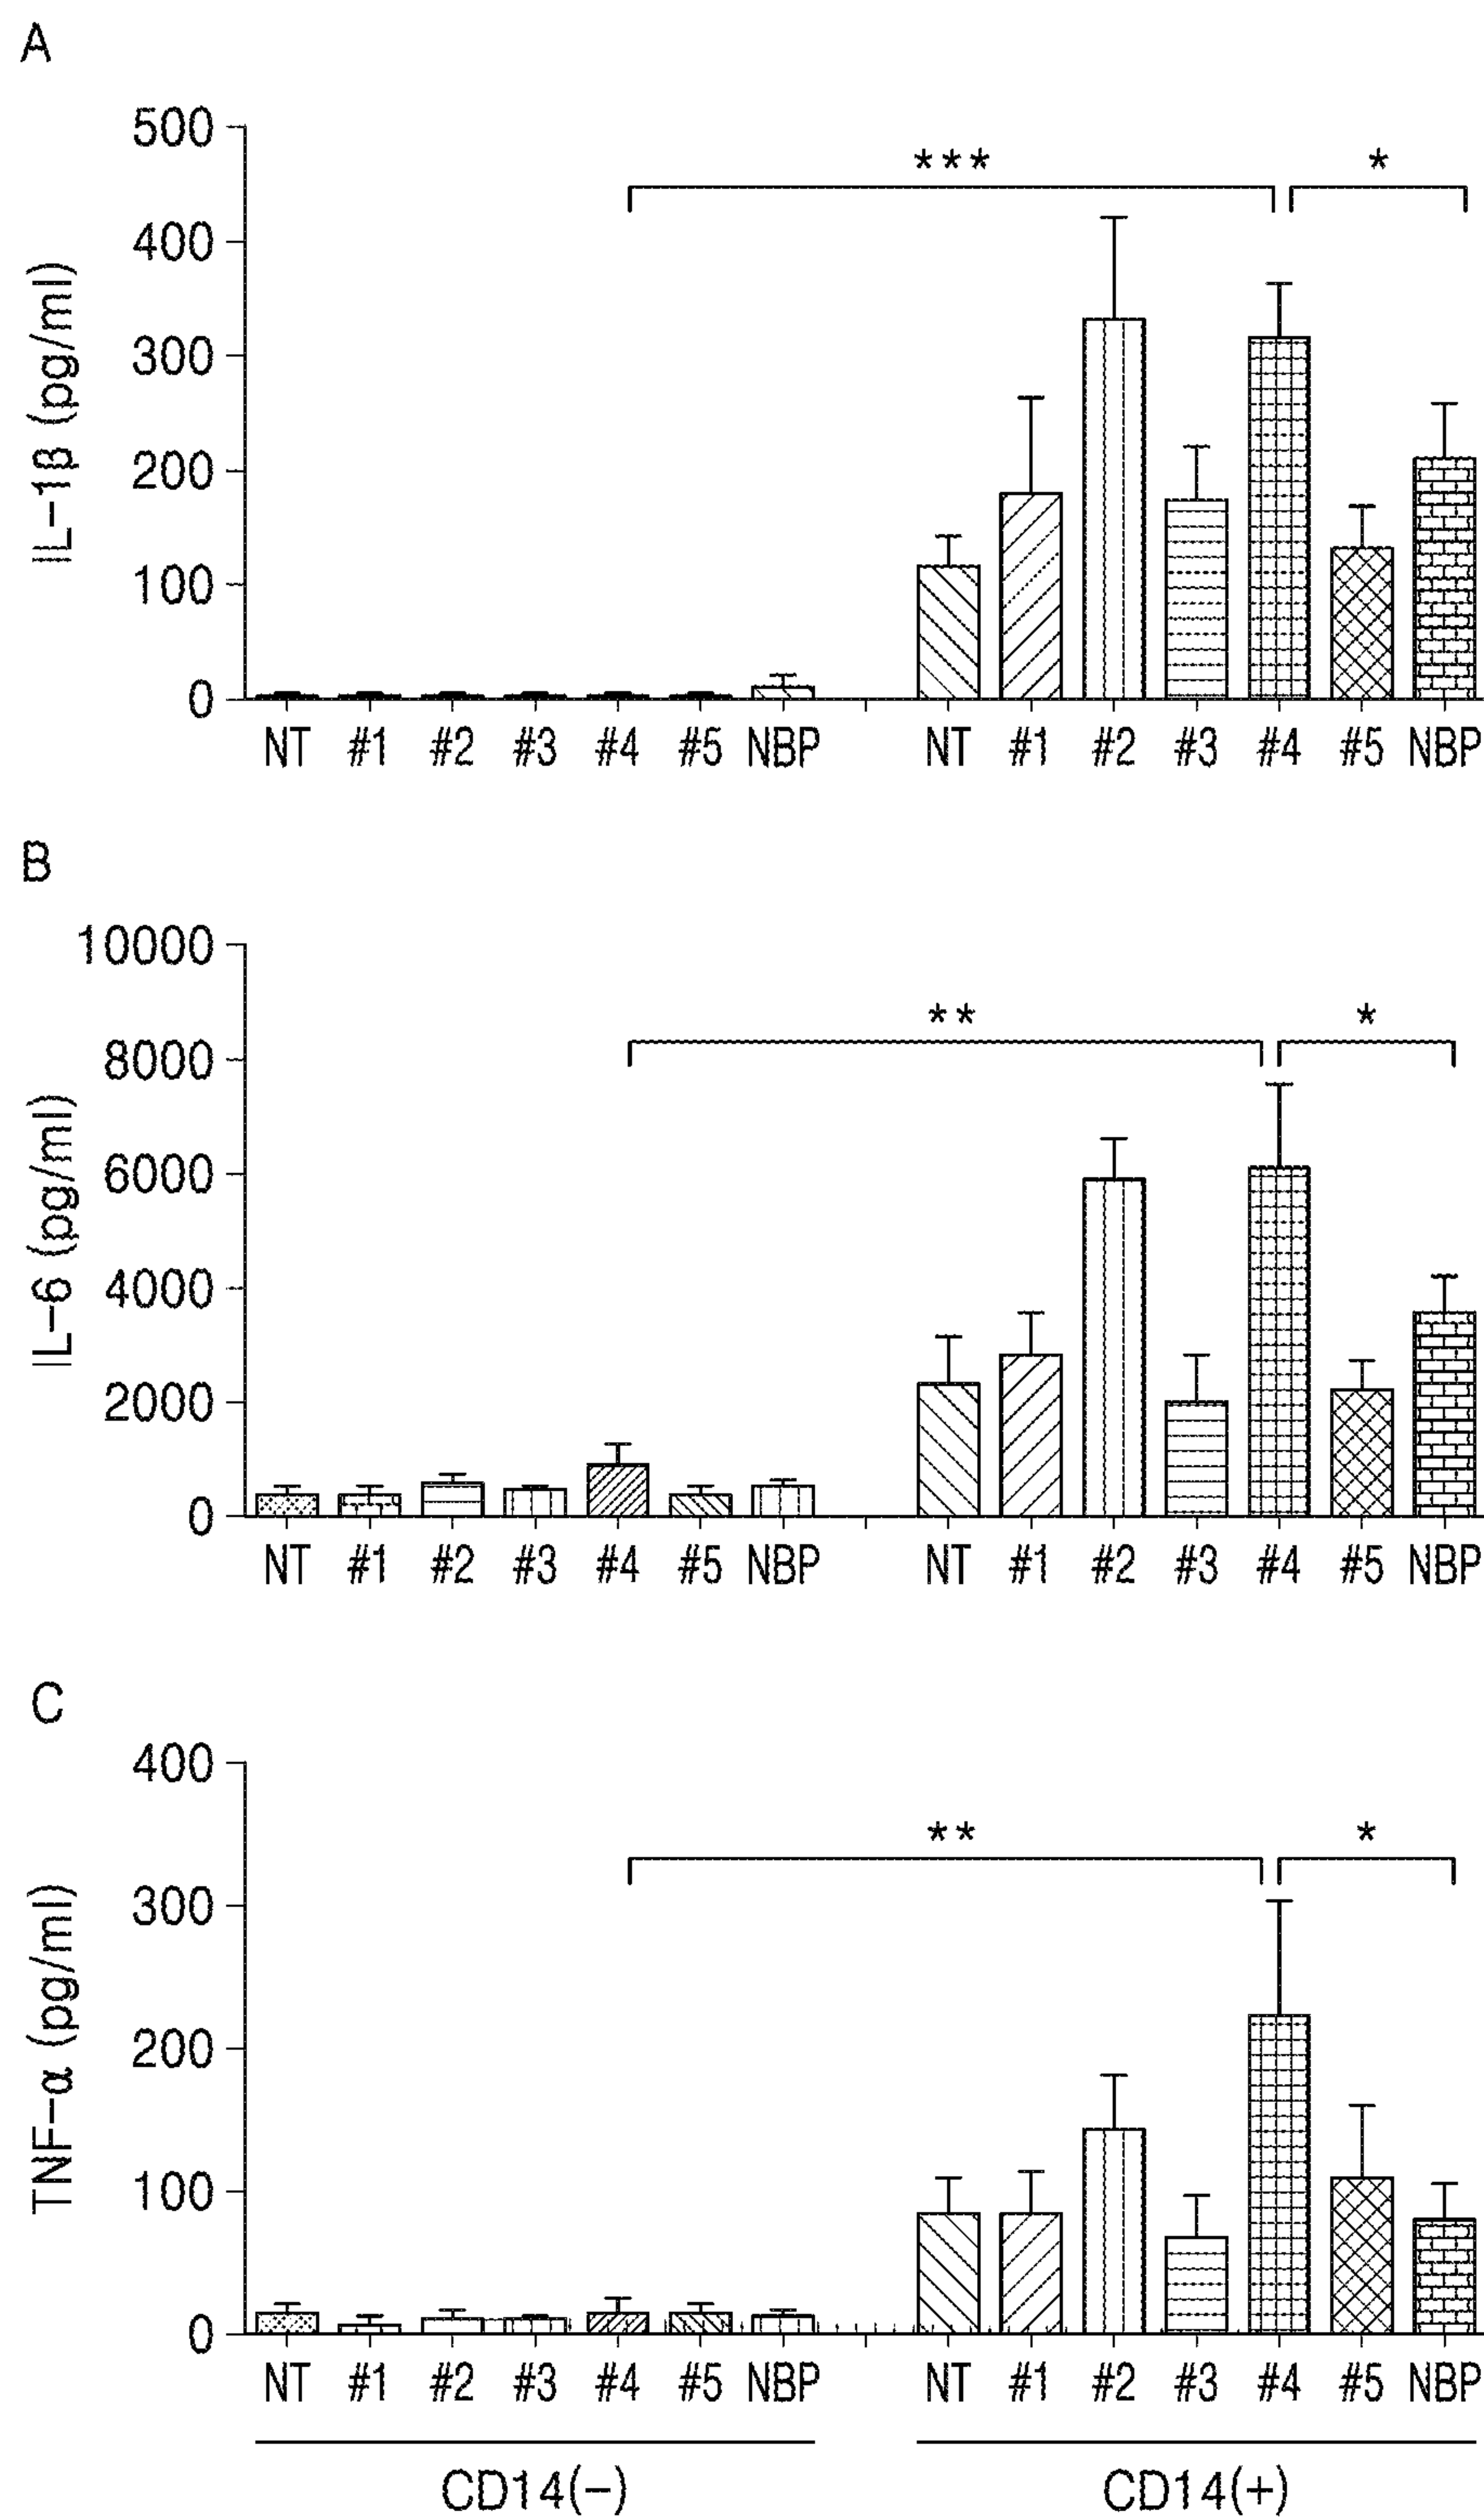 A
500
400
300
200
100
0
IL-1β (pg/ml)
*** *
NT #1 #2 #3 #4 #5 NBP NT #1 #2 #3 #4 #5 NBP
B
10000
8000
6000
4000
2000
0
IL-6 (pg/ml)
** *
NT #1 #2 #3 #4 #5 NBP NT #1 #2 #3 #4 #5 NBP
C
400
300
200
100
0
TNF-α (pg/ml)
** *
NT #1 #2 #3 #4 #5 NBP NT #1 #2 #3 #4 #5 NBP
CD14(-) CD14(+)